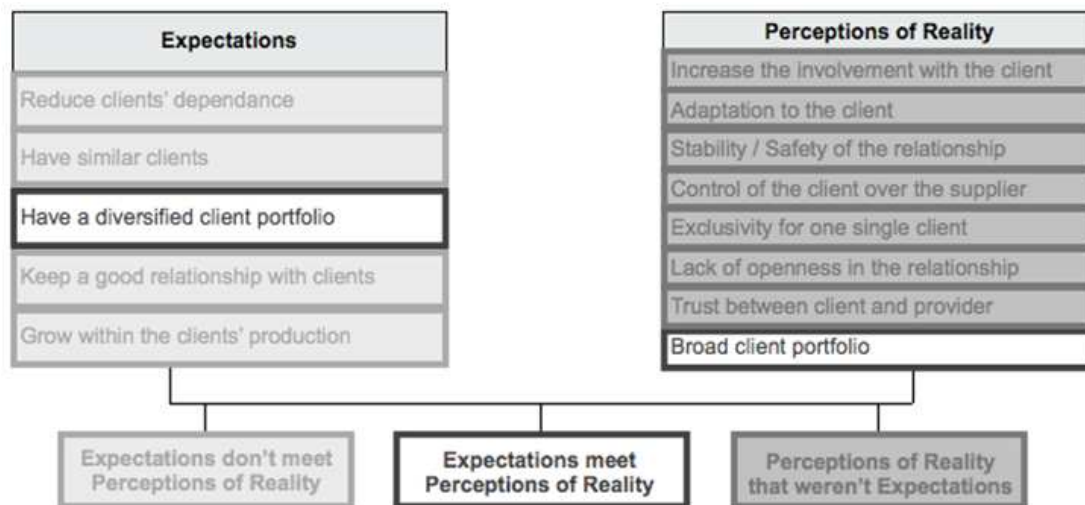 Expectations
Reduce clients' dependance
Have similar clients
Have a diversified client portfolio
Keep a good relationship with clients
Grow within the clients' production
Perceptions of Reality
Increase the involvement with the client
Adaptation to the client
Stability / Safety of the relationship
Control of the client over the supplier
Exclusivity for one single client
Lack of openness in the relationship
Trust between client and provider
Broad client portfolio
Expectations don't meet
Perceptions of Reality
Expectations meet
Perceptions of Reality
Perceptions of Reality
that weren't Expectations